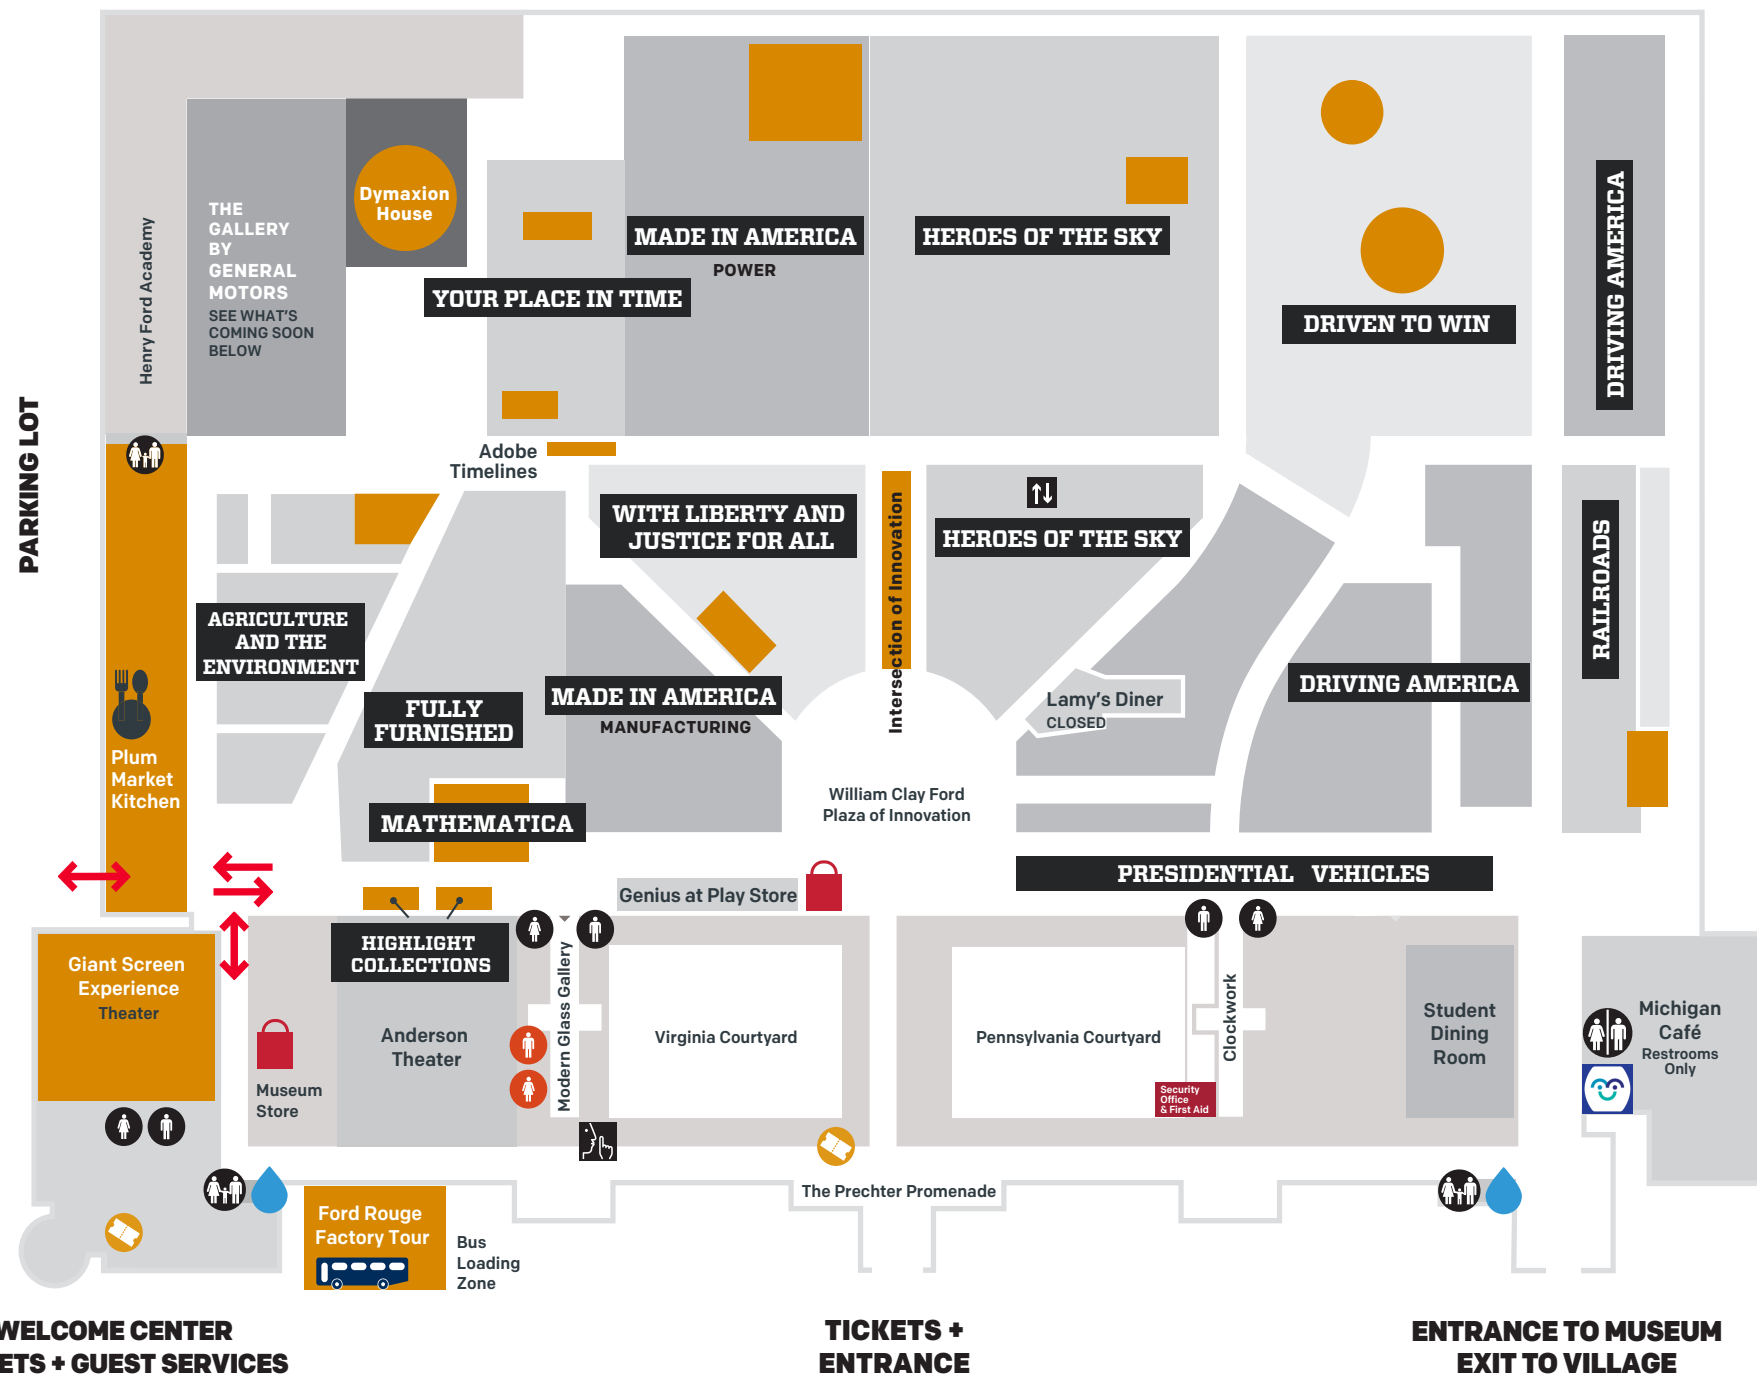 Dymaxion
House
THE
GALLERY
BY
GENERAL
MOTORS
SEE WHAT'S
COMING SOON
BELOW
Henry Ford Academy
MADE IN AMERICA
POWER
HEROES OF THE SKY
YOUR PLACE IN TIME
DRIVEN TO WIN
DRIVING AMERICA
PARKING LOT
Adobe
Timelines
WITH LIBERTY AND
JUSTICE FOR ALL
Intersection of Innovation
HEROES OF THE SKY
RAILROADS
AGRICULTURE
AND THE
ENVIRONMENT
FULLY
FURNISHED
MADE IN AMERICA
MANUFACTURING
Lamy's Diner
CLOSED
DRIVING AMERICA
Plum
Market
Kitchen
MATHEMATICA
William Clay Ford
Plaza of Innovation
PRESIDENTIAL VEHICLES
Genius at Play Store
HIGHLIGHT
COLLECTIONS
Giant Screen
Experience
Theater
Museum
Store
Anderson
Theater
Modern Glass Gallery
Virginia Courtyard
Pennsylvania Courtyard
Clockwork
Security
Office
& First Aid
Student
Dining
Room
Michigan
Café
Restrooms
Only
The Prechter Promenade
Ford Rouge
Factory Tour
Bus
Loading
Zone
WELCOME CENTER
ETS + GUEST SERVICES
TICKETS +
ENTRANCE
ENTRANCE TO MUSEUM
EXIT TO VILLAGE